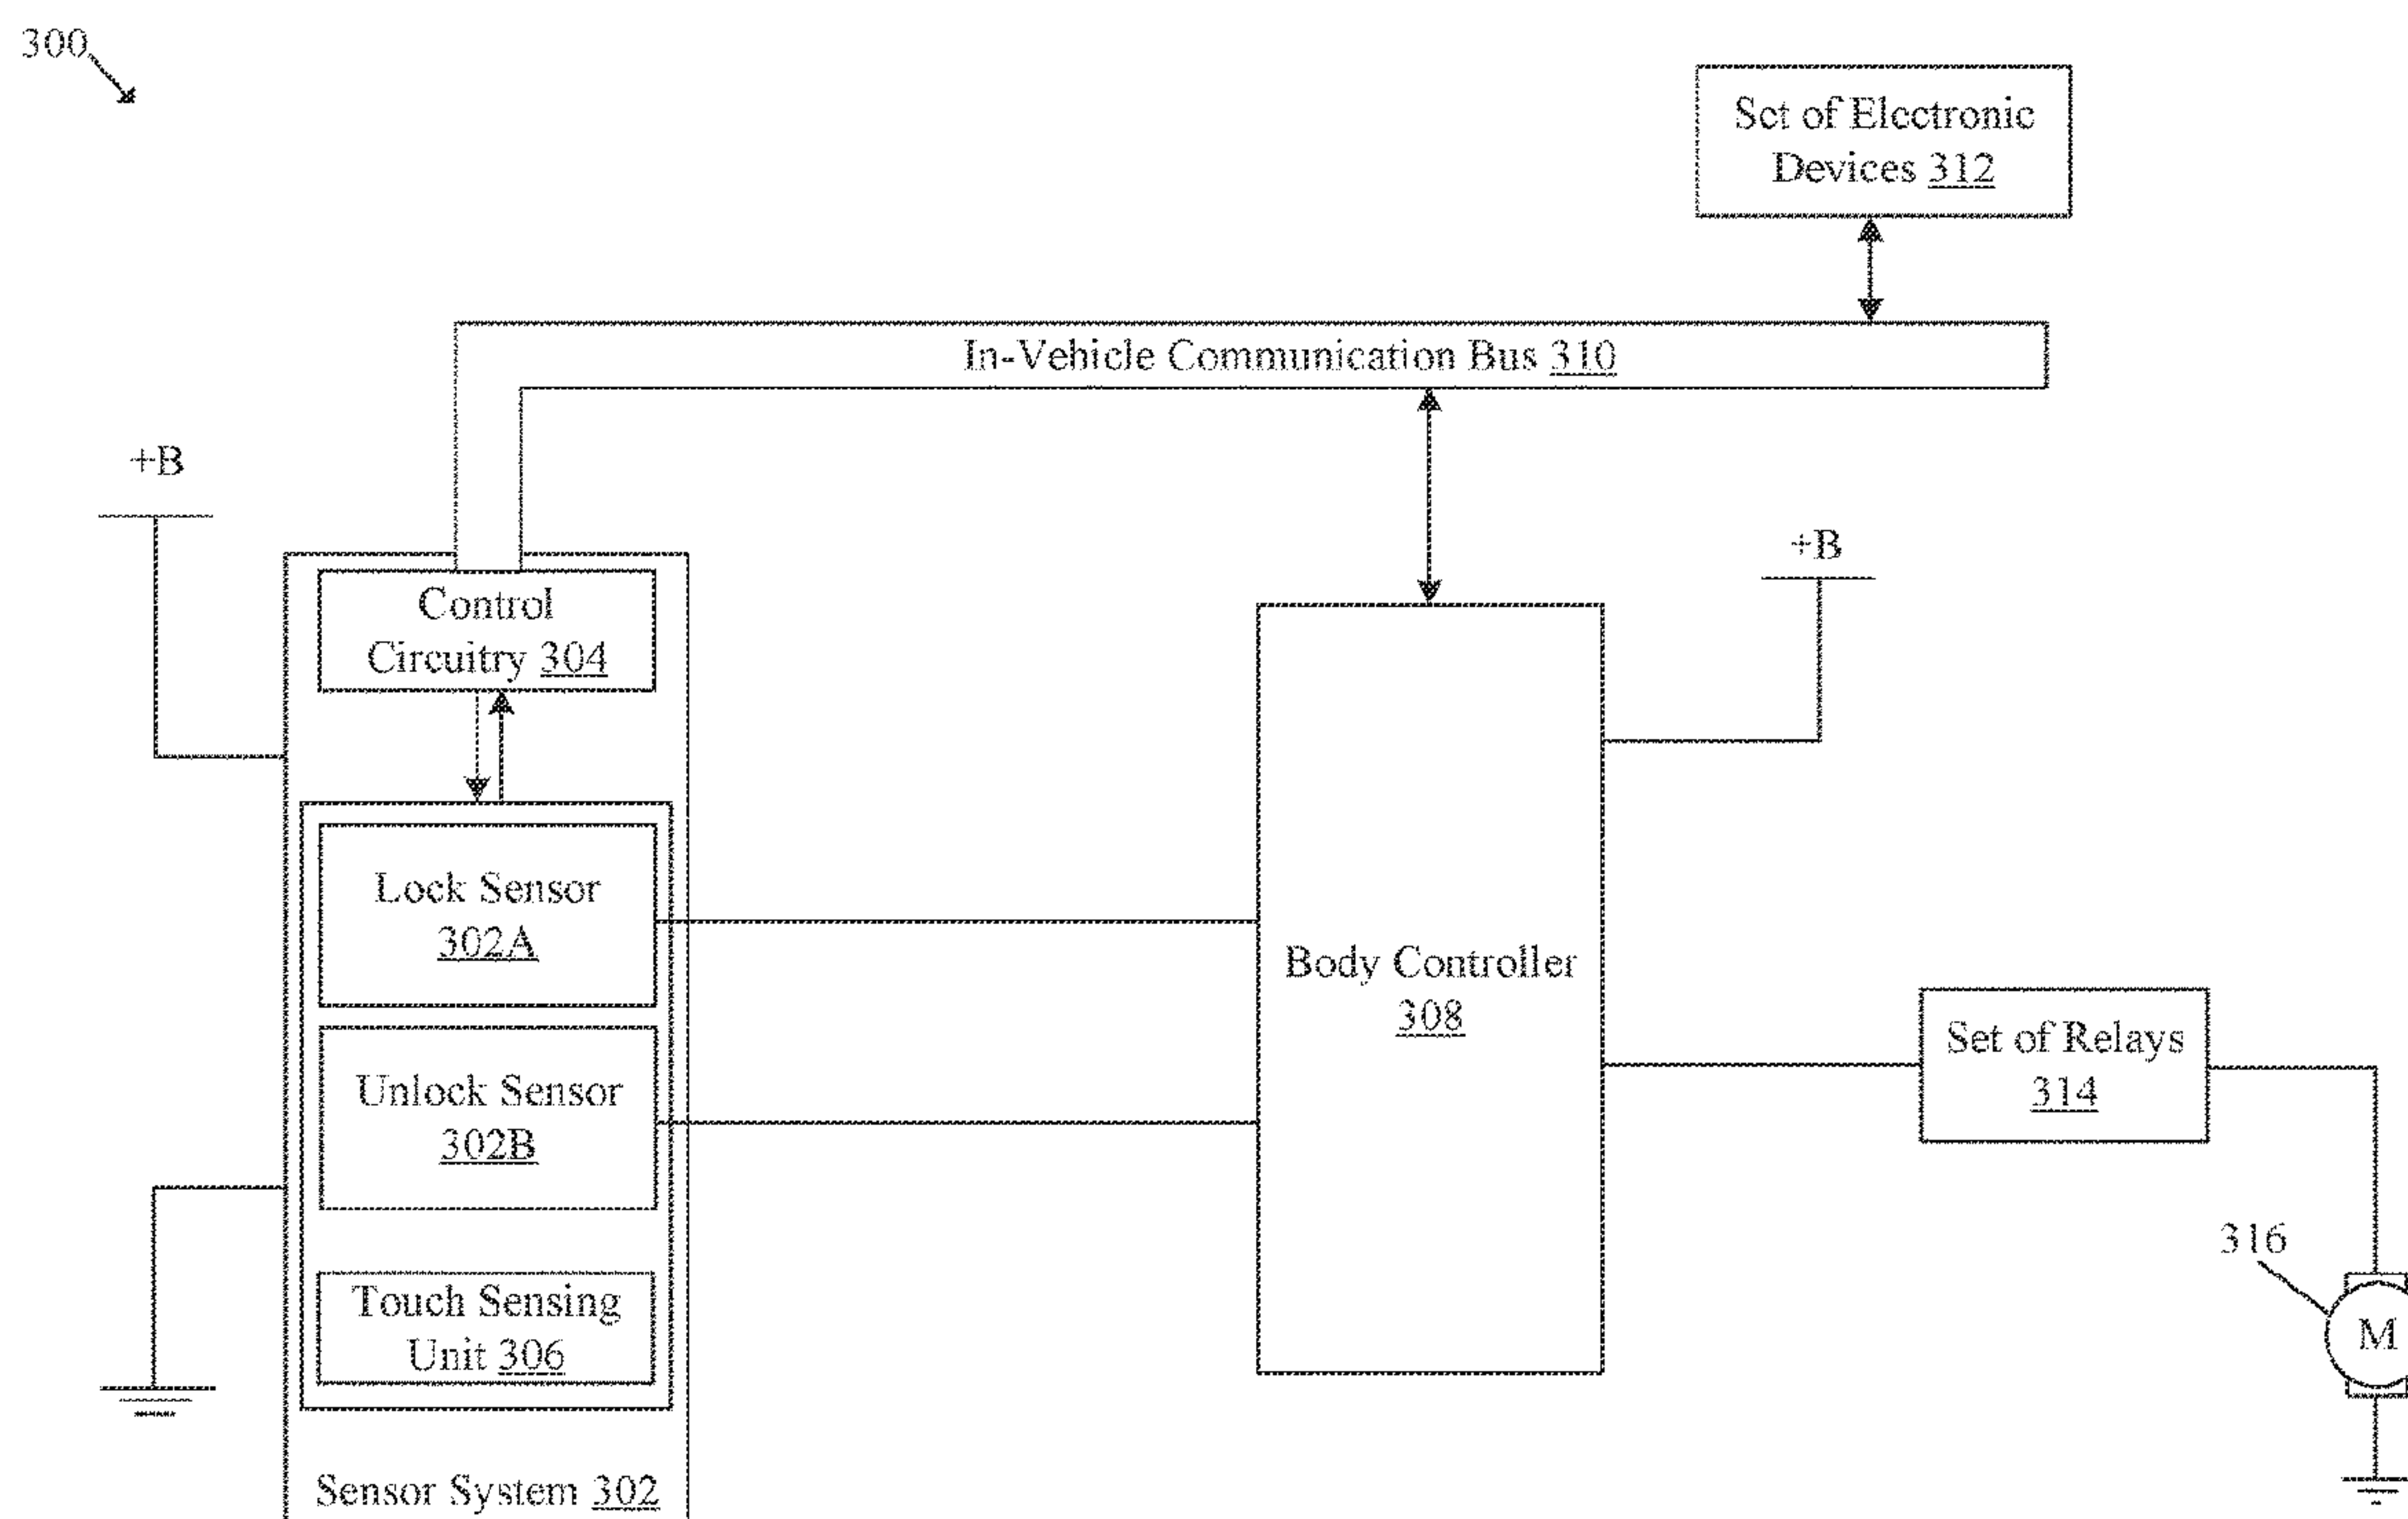 300
Set of Electronic
Devices 312
In-Vehicle Communication Bus 310
+B
+B
Control
Circuitry 304
Lock Sensor
302A
Unlock Sensor
302B
Touch Sensing
Unit 306
Sensor System 302
Body Controller
308
Set of Relays
314
316
M